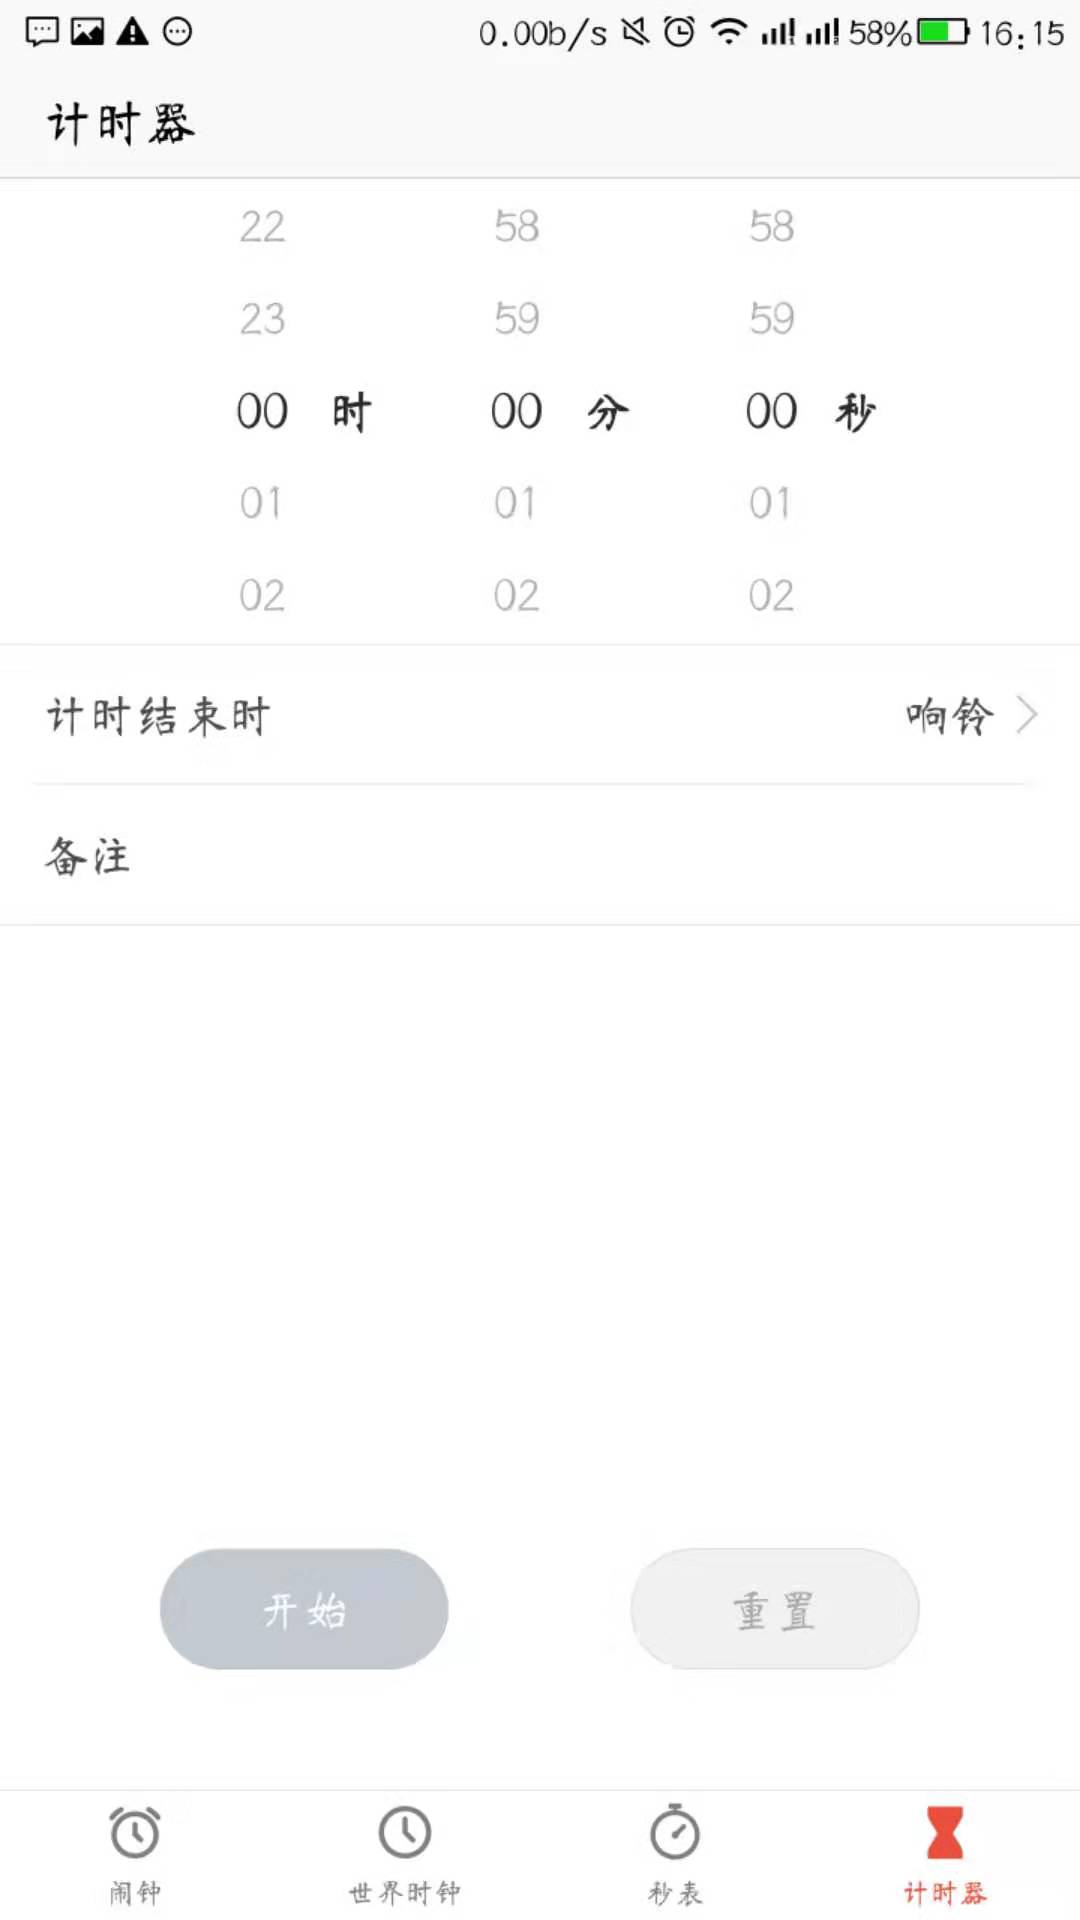 0.00b/s 58% 16:15
计时器
22 58 58
23 59 59
00 时 00 分 00 秒
01 01 01
02 02 02
计时结束时 响铃
备注
开始 重置
闹钟 世界时钟 秒表 计时器